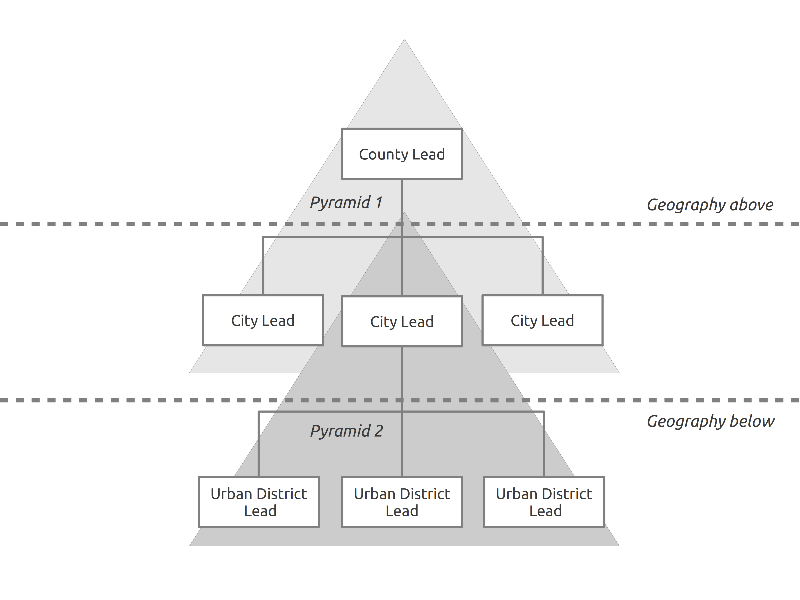 County Lead
Pyramid 1
Geography above
City Lead
City Lead
City Lead
Geography below
Pyramid 2
Urban District
Lead
Urban District
Lead
Urban District
Lead